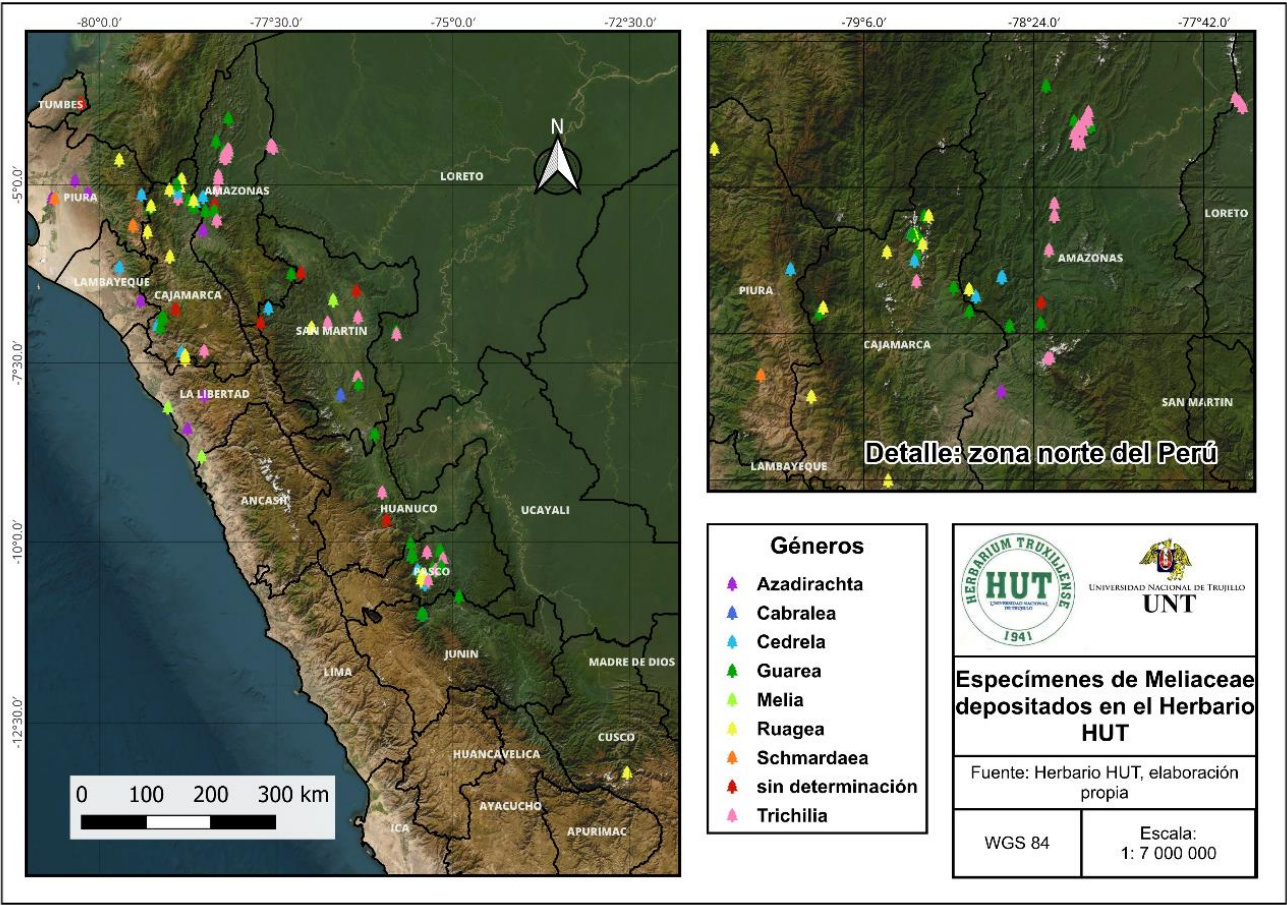 -80°0.0′ -77°30.0′ -75°0.0′ -72°30.0′
-5°0.0′
-7°30.0′
-10°0.0′
-12°30.0′
N
TUMBES
LORETO
AMAZONAS
PIURA
LAMBAYEQUE
CAJAMARCA
SAN MARTIN
LA LIBERTAD
ANCASH
HUANUCO
UCAYALI
PASCO
JUNIN
MADRE DE DIOS
LIMA
CUSCO
HUANCAVELICA
AYACUCHO
ICA
APURIMAC
0 100 200 300 km
-79°6.0′ -78°24.0′ -77°42.0′
LORETO
AMAZONAS
PIURA
CAJAMARCA
SAN MARTIN
LAMBAYEQUE
Detalle: zona norte del Perú
Géneros
Azadirachta
Cabralea
Cedrela
Guarea
Melia
Ruagea
Schmardaea
sin determinación
Trichilia
HERBARIUM TRUXILLENSE
HUT
1941
UNIVERSIDAD NACIONAL DE TRUJILLO
UNT
Especímenes de Meliaceae
depositados en el Herbario
HUT
Fuente: Herbario HUT, elaboración
propia
WGS 84
Escala:
1: 7 000 000